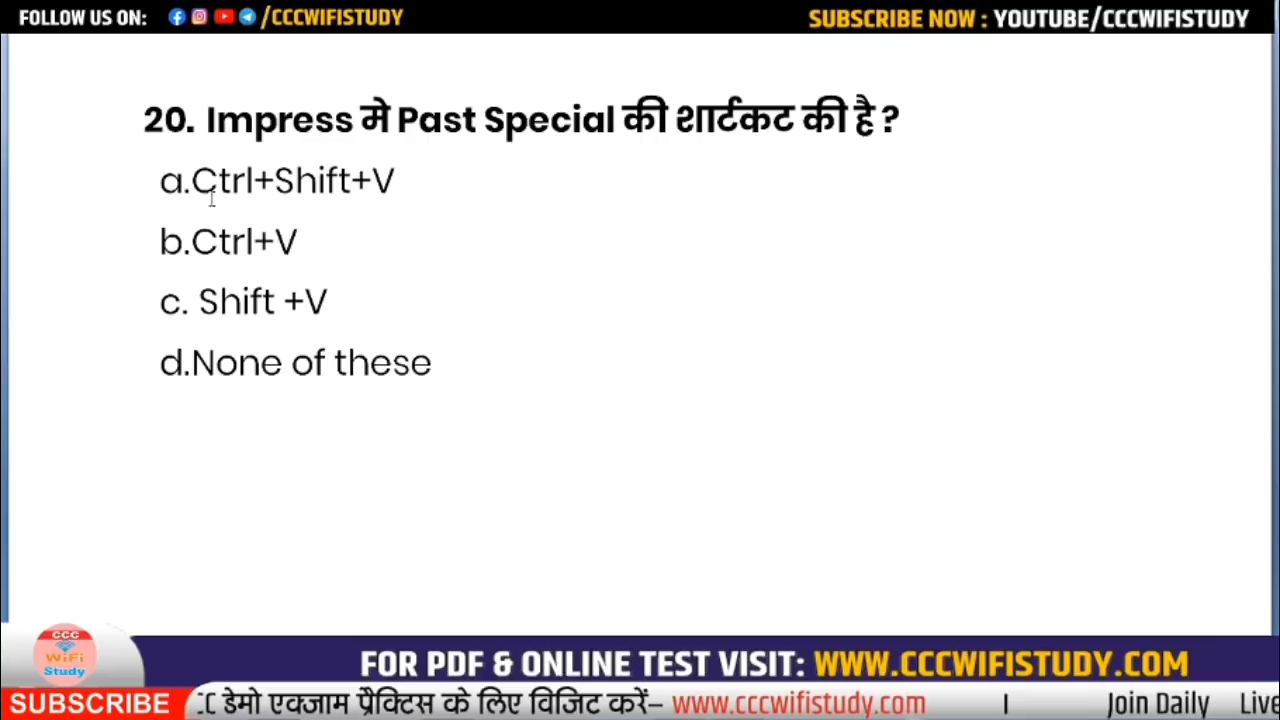 FOLLOW US ON: /CCCWIFISTUDY
SUBSCRIBE NOW : YOUTUBE/CCCWIFISTUDY
20. Impress मे Past Special की शार्टकट की है ?
a.Ctrl+Shift+V
b.Ctrl+V
c. Shift +V
d.None of these
CCC
WiFi
Study
FOR PDF & ONLINE TEST VISIT: WWW.CCCWIFISTUDY.COM
SUBSCRIBE
डेमो एक्जाम प्रैक्टिस के लिए विजिट करें– www.cccwifistudy.com | Join Daily Live